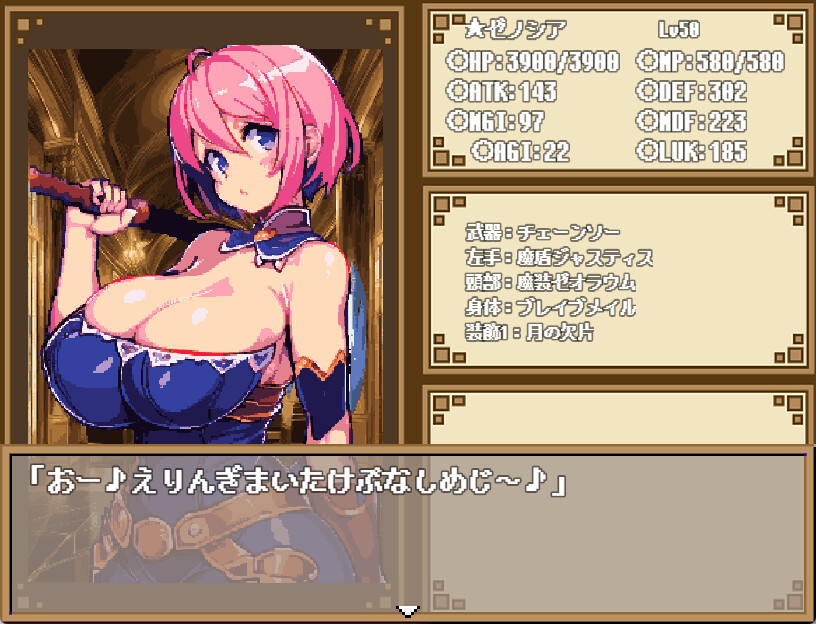 ★ゼノシア Lv50
HP:3900/3900 MP:580/580
ATK:143 DEF:302
MGI:97 MDF:223
AGI:22 LUK:185
武器：チェーンソー
左手：魔盾ジャスティス
頭部：魔装ゼオラウム
身体：ブレイブメイル
装飾1：月の欠片
「おー♪えりんぎまいたけぶなしめじ～♪」